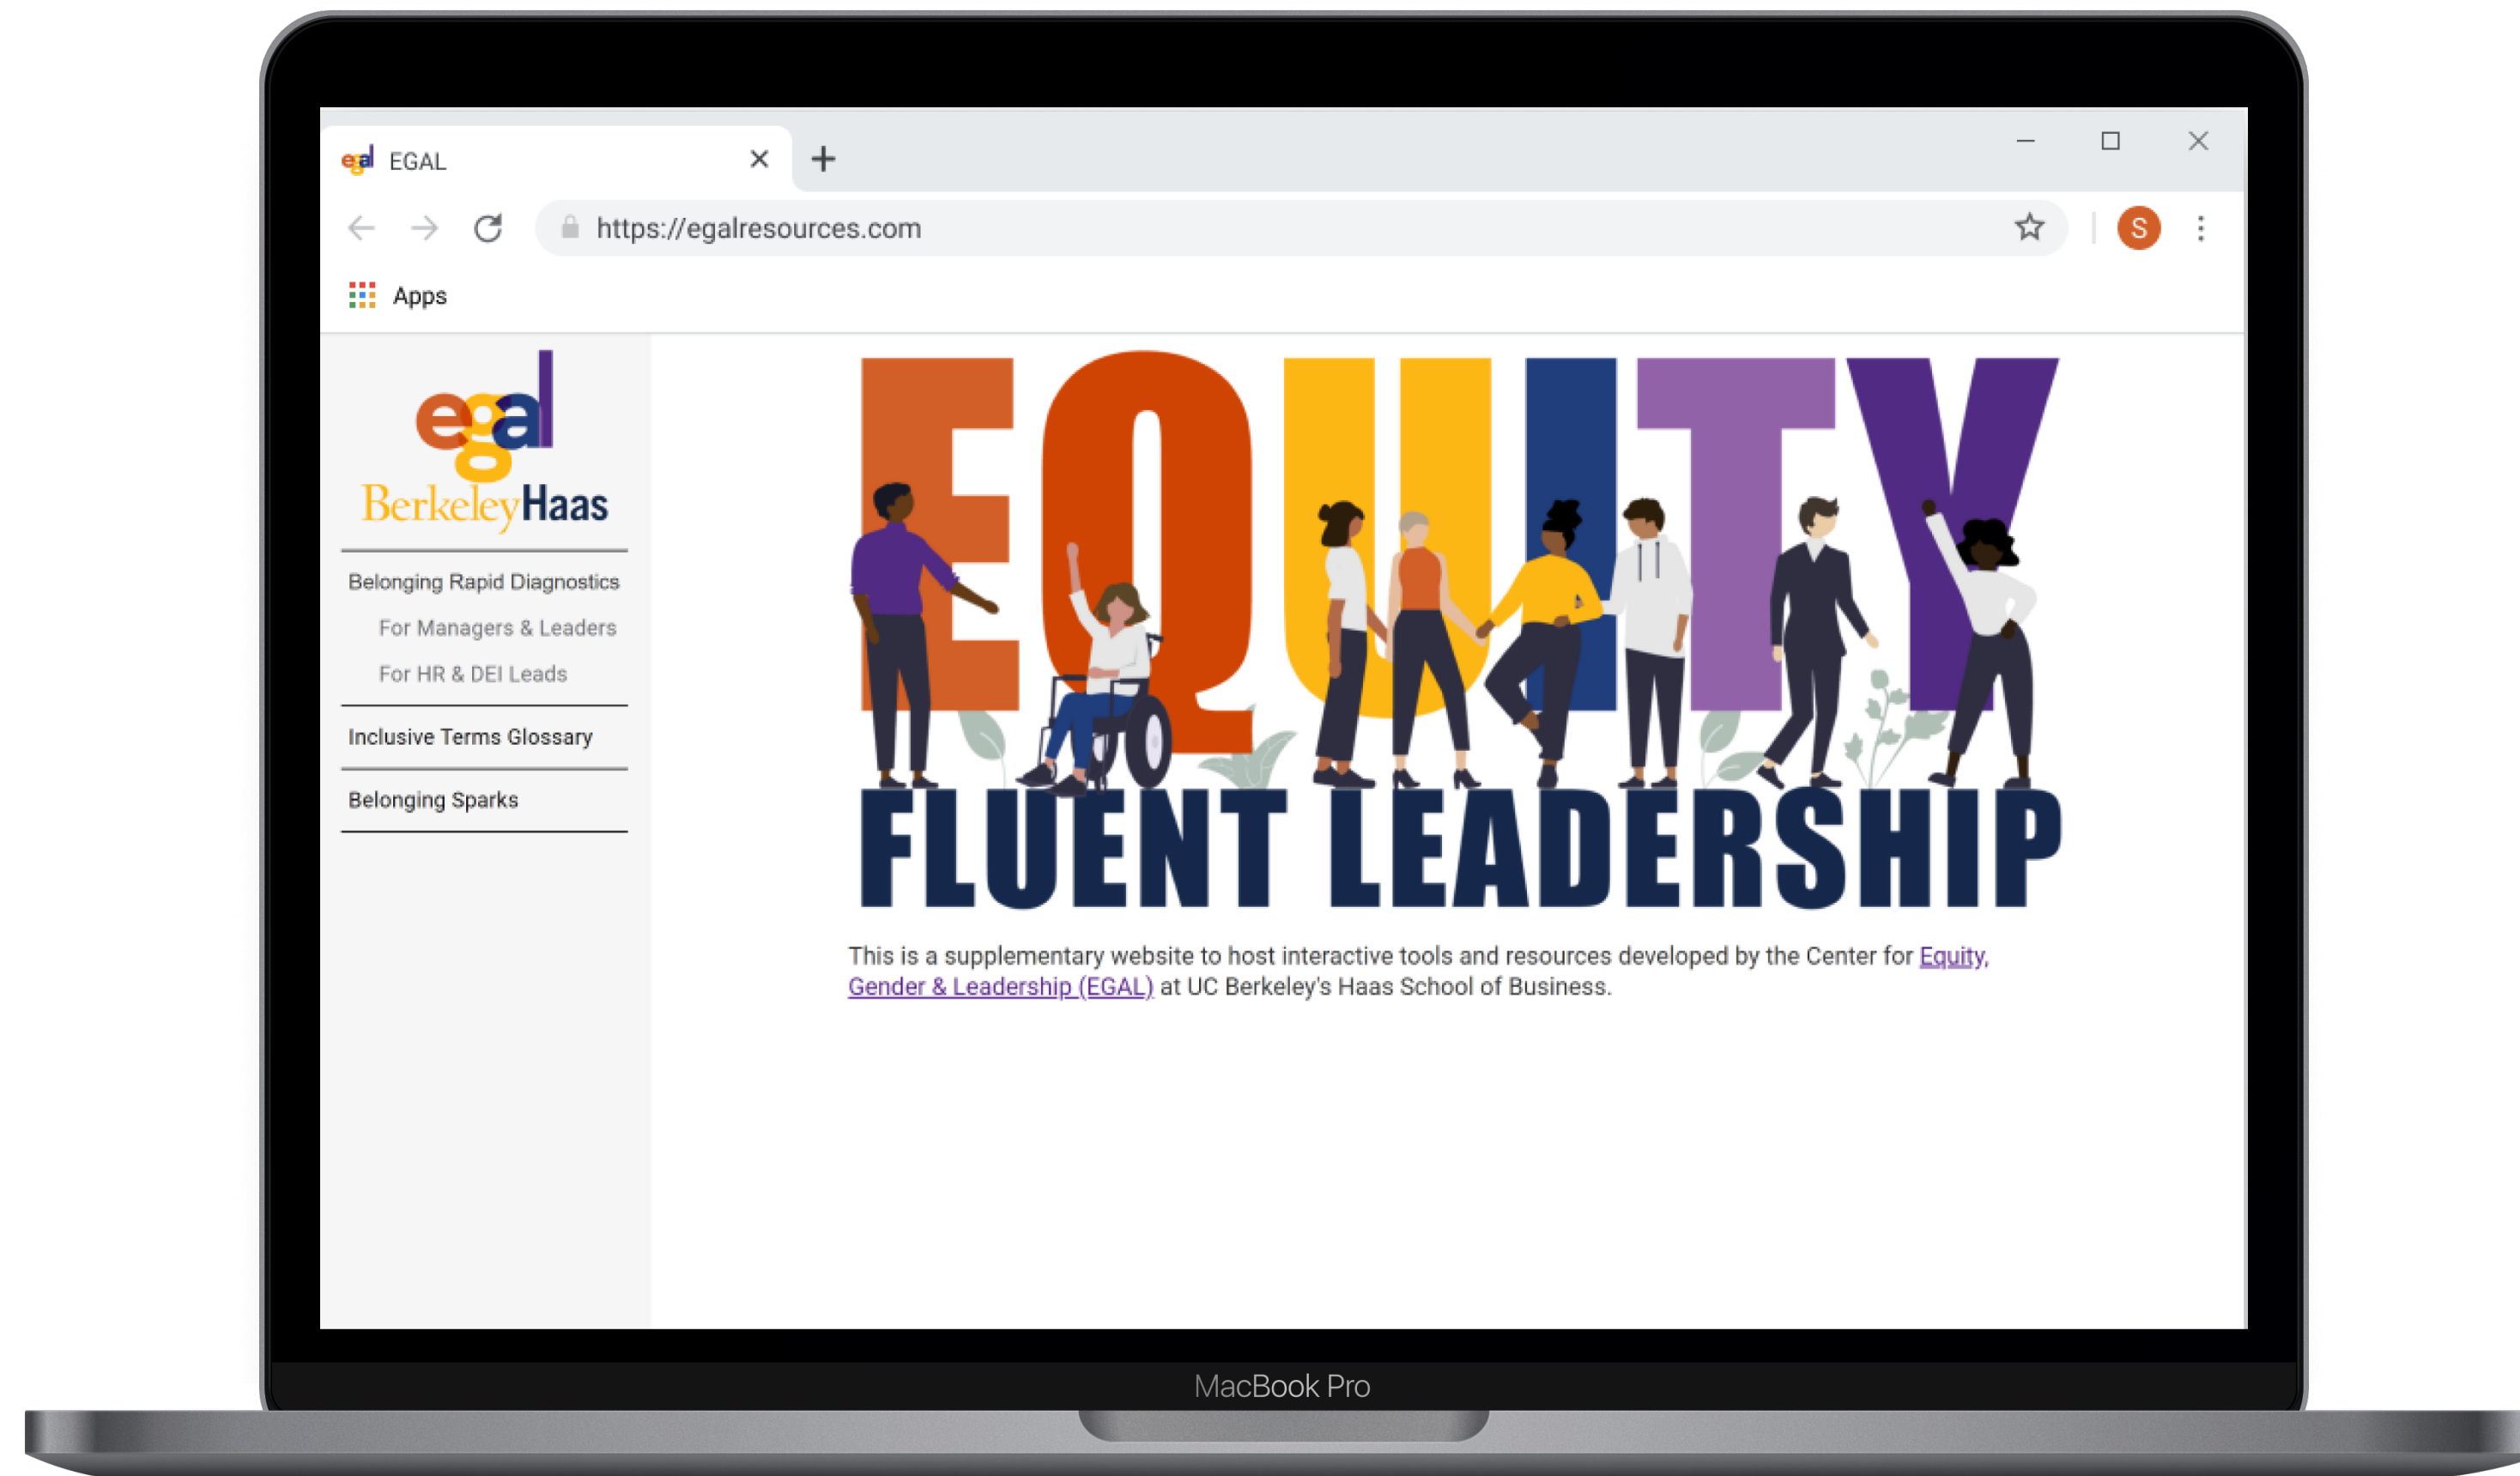 egal EGAL
https://egalresources.com
S
Apps
egal
BerkeleyHaas
Belonging Rapid Diagnostics
For Managers & Leaders
For HR & DEI Leads
Inclusive Terms Glossary
Belonging Sparks
EQUITY
FLUENT LEADERSHIP
This is a supplementary website to host interactive tools and resources developed by the Center for Equity,
Gender & Leadership (EGAL) at UC Berkeley's Haas School of Business.
MacBook Pro